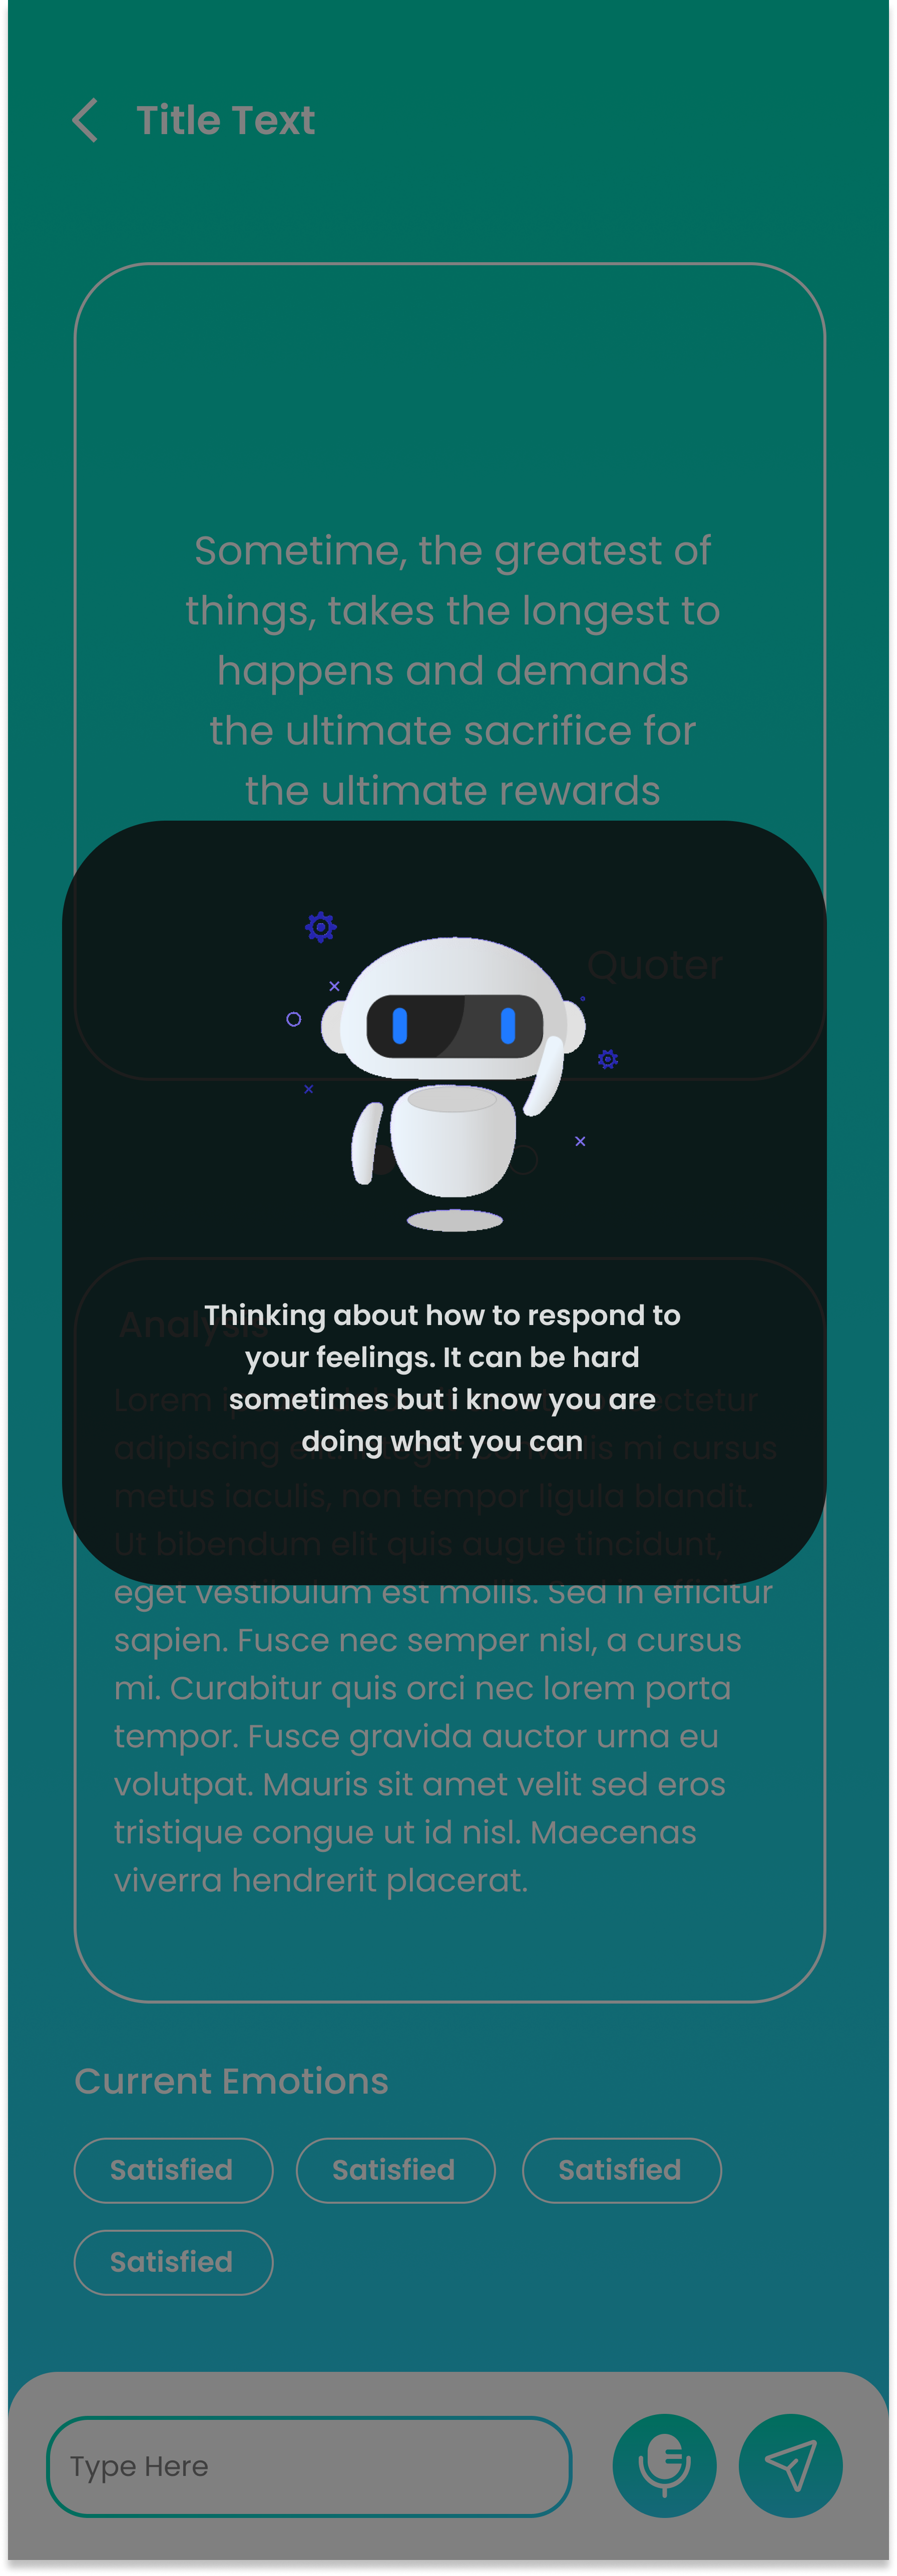 Title Text
Sometime, the greatest of
things, takes the longest to
happens and demands
the ultimate sacrifice for
the ultimate rewards
Quoter
Analysis
Thinking about how to respond to
your feelings. It can be hard
sometimes but i know you are
doing what you can
Lorem ctetur
adipiscing mi cursus
metus iaculis, non tempor ligula blandit.
Ut bibendum elit quis augue tincidunt,
eget vestibulum est mollis. Sed in efficitur
sapien. Fusce nec semper nisl, a cursus
mi. Curabitur quis orci nec lorem porta
tempor. Fusce gravida auctor urna eu
volutpat. Mauris sit amet velit sed eros
tristique congue ut id nisl. Maecenas
viverra hendrerit placerat.
Current Emotions
Satisfied Satisfied Satisfied
Satisfied
Type Here